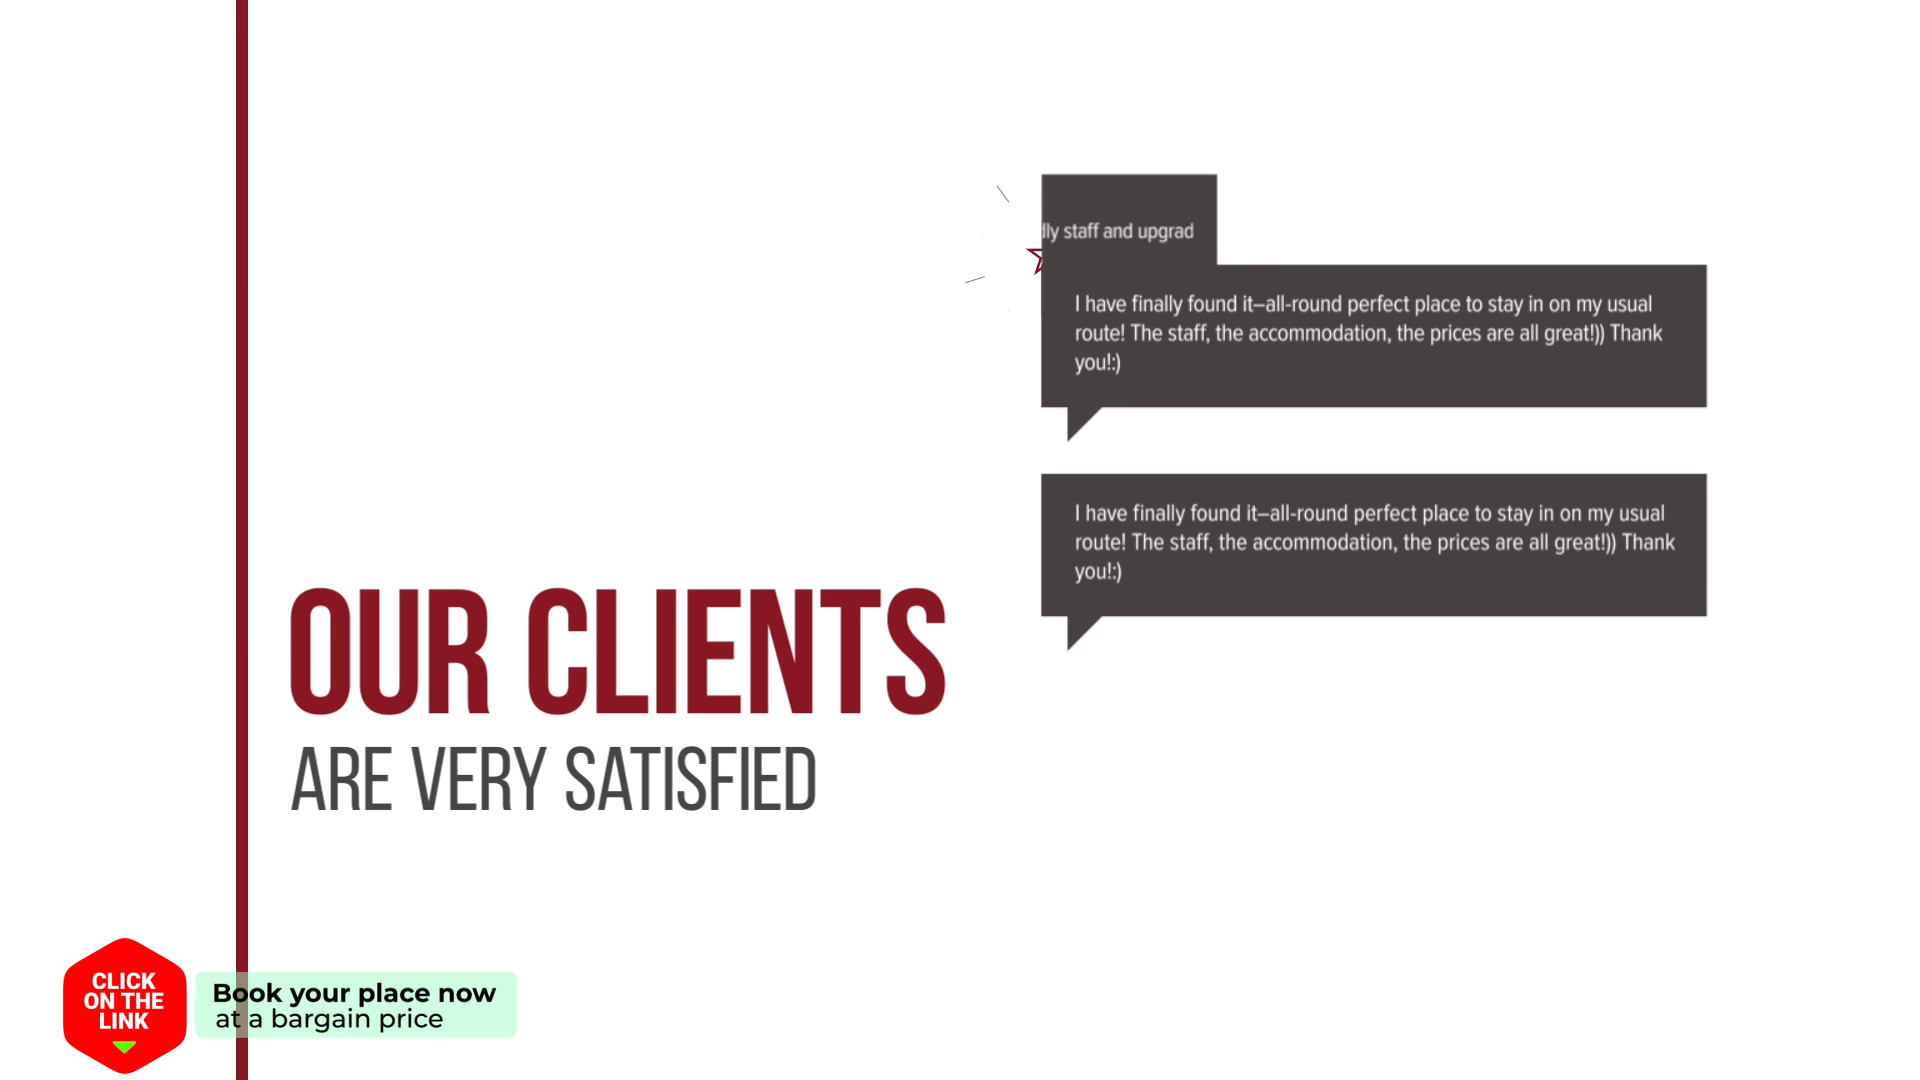 staff and upgrad
I have finally found it–all-round perfect place to stay in on my usual
route! The staff, the accommodation, the prices are all great!)) Thank
you!:)
I have finally found it–all-round perfect place to stay in on my usual
route! The staff, the accommodation, the prices are all great!)) Thank
you!:)
OUR CLIENTS
ARE VERY SATISFIED
CLICK
ON THE
LINK
Book your place now
at a bargain price